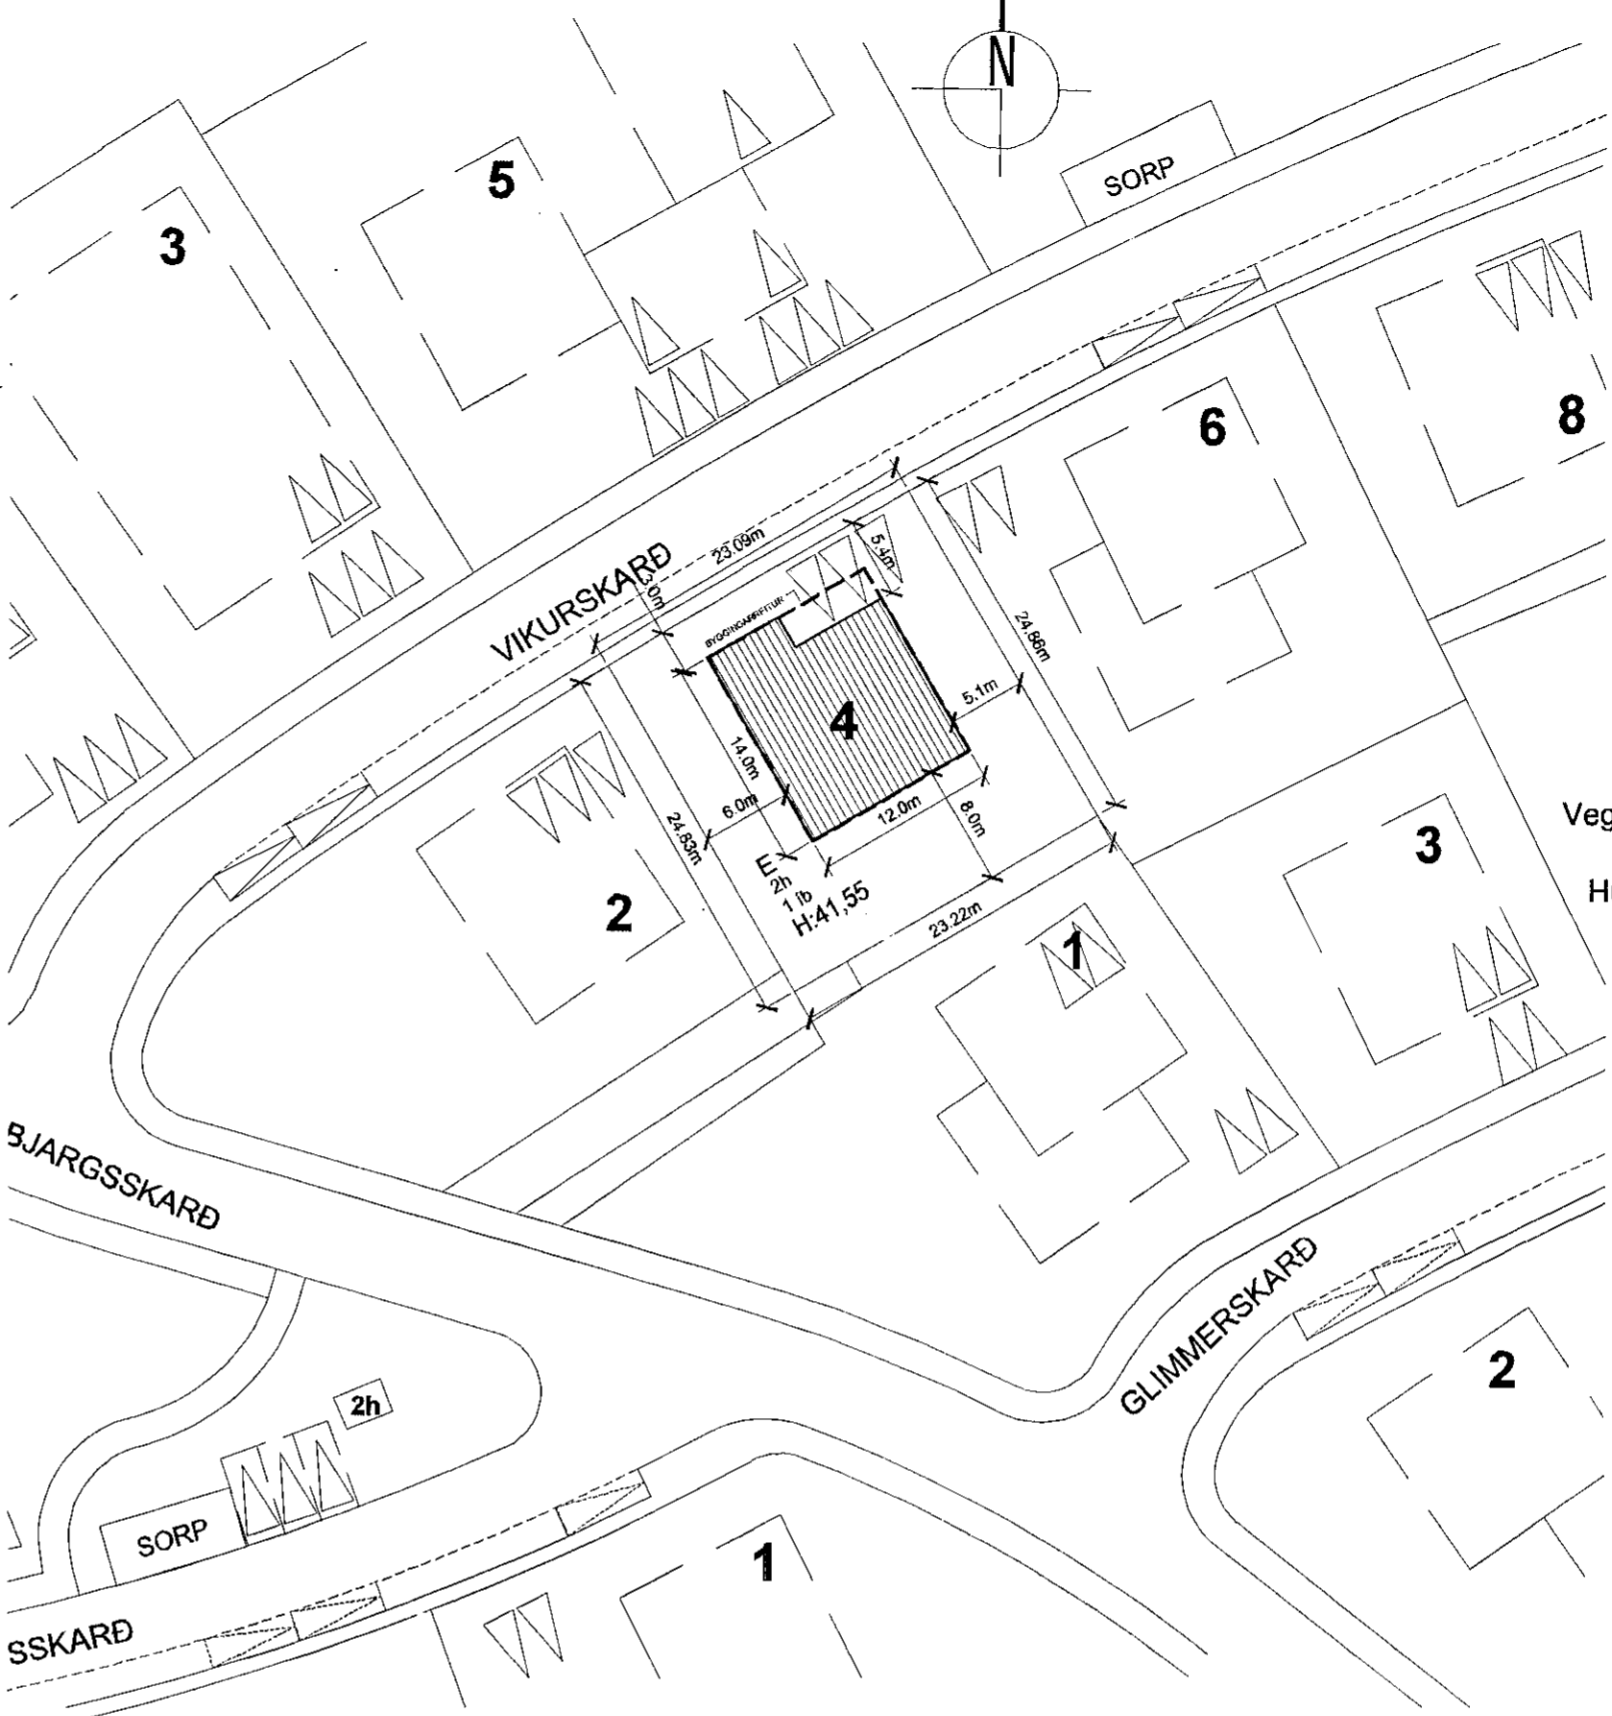 N
SORP
5
3
6
8
23.09m
5.4m
VIKURSKARÐ
3.0m
BYGGINGARREITUR
24.86m
5.1m
4
14.0m
6.0m
12.0m
8.0m
24.83m
E
2h
1 íb
H:41,55
23.22m
2
1
3
Veg
BJARGSSKARÐ
GLIMMERSKARÐ
2
2h
SORP
1
SSKARÐ